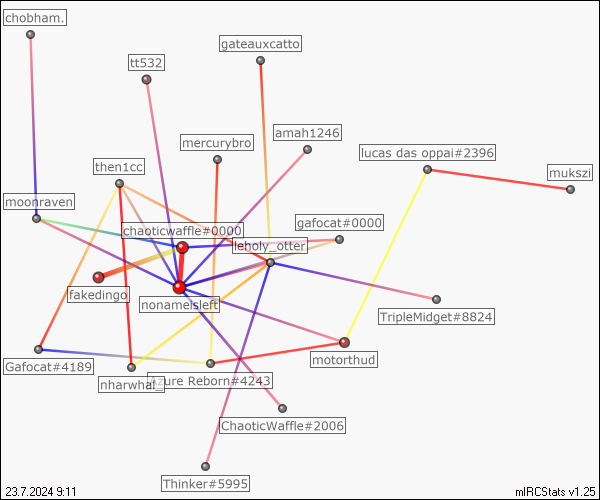 chobham.
gateauxcatto
tt532
amah1246
mercurybro
lucas das oppai#2396
then1cc
mukszi
moonraven
gafocat#0000
chaoticwaffle#0000
leholy_otter
fakedingo
nonameisleft
TripleMidget#8824
motorthud
Gafocat#4189
nharwhal_
Azure Reborn#4243
ChaoticWaffle#2006
Thinker#5995
23.7.2024 9:11
mIRCStats v1.25